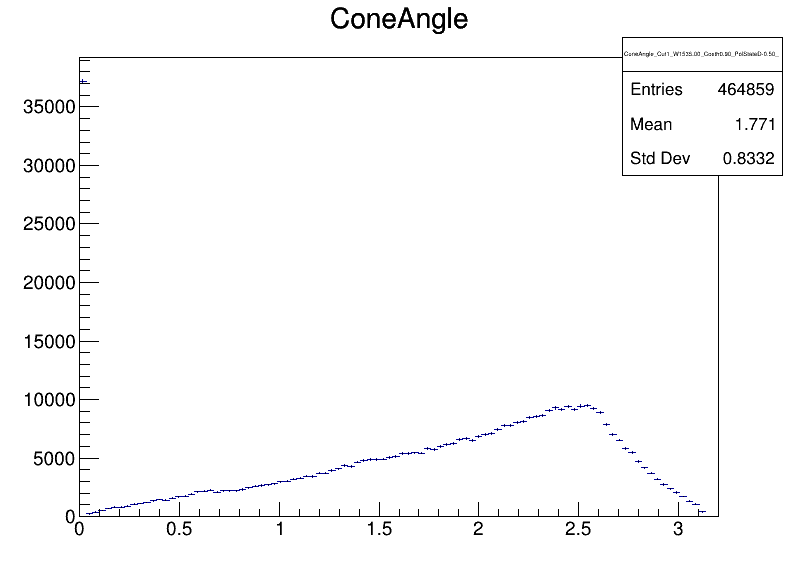 ConeAngle
ConeAngle_Cut1_W1535.00_Costh0.90_PolStateD-0.50_
Entries 464859
Mean 1.771
Std Dev 0.8332
35000
30000
25000
20000
15000
10000
5000
0
0 0.5 1 1.5 2 2.5 3